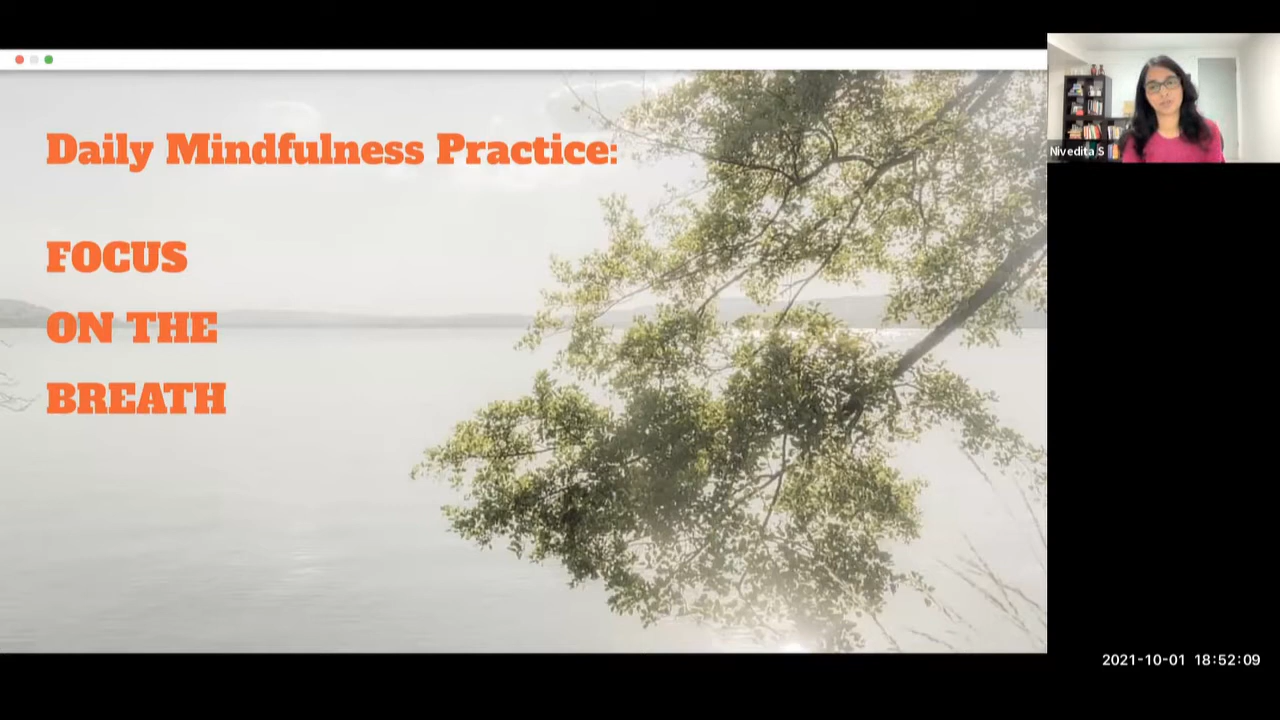 Daily Mindfulness Practice:
FOCUS
ON THE
BREATH
Nivedita S
2021-10-01 18:52:09